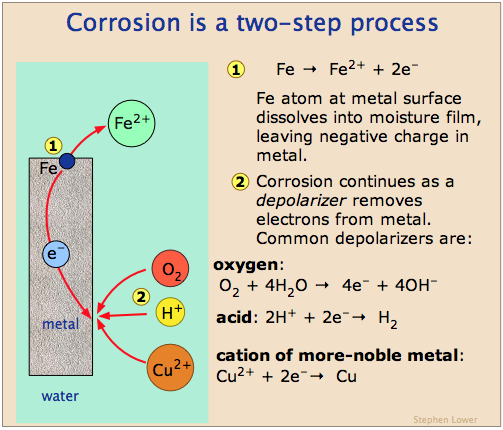 Corrosion is a two-step process
1 Fe → Fe²⁺ + 2e⁻
Fe atom at metal surface
dissolves into moisture film,
leaving negative charge in
metal.
2 Corrosion continues as a
depolarizer removes
electrons from metal.
Common depolarizers are:
oxygen:
O₂ + 4H₂O → 4e⁻ + 4OH⁻
acid: 2H⁺ + 2e⁻→ H₂
cation of more-noble metal:
Cu²⁺ + 2e⁻→ Cu
Fe²⁺
1
Fe
e⁻
O₂
2
H⁺
metal
Cu²⁺
water
Stephen Lower